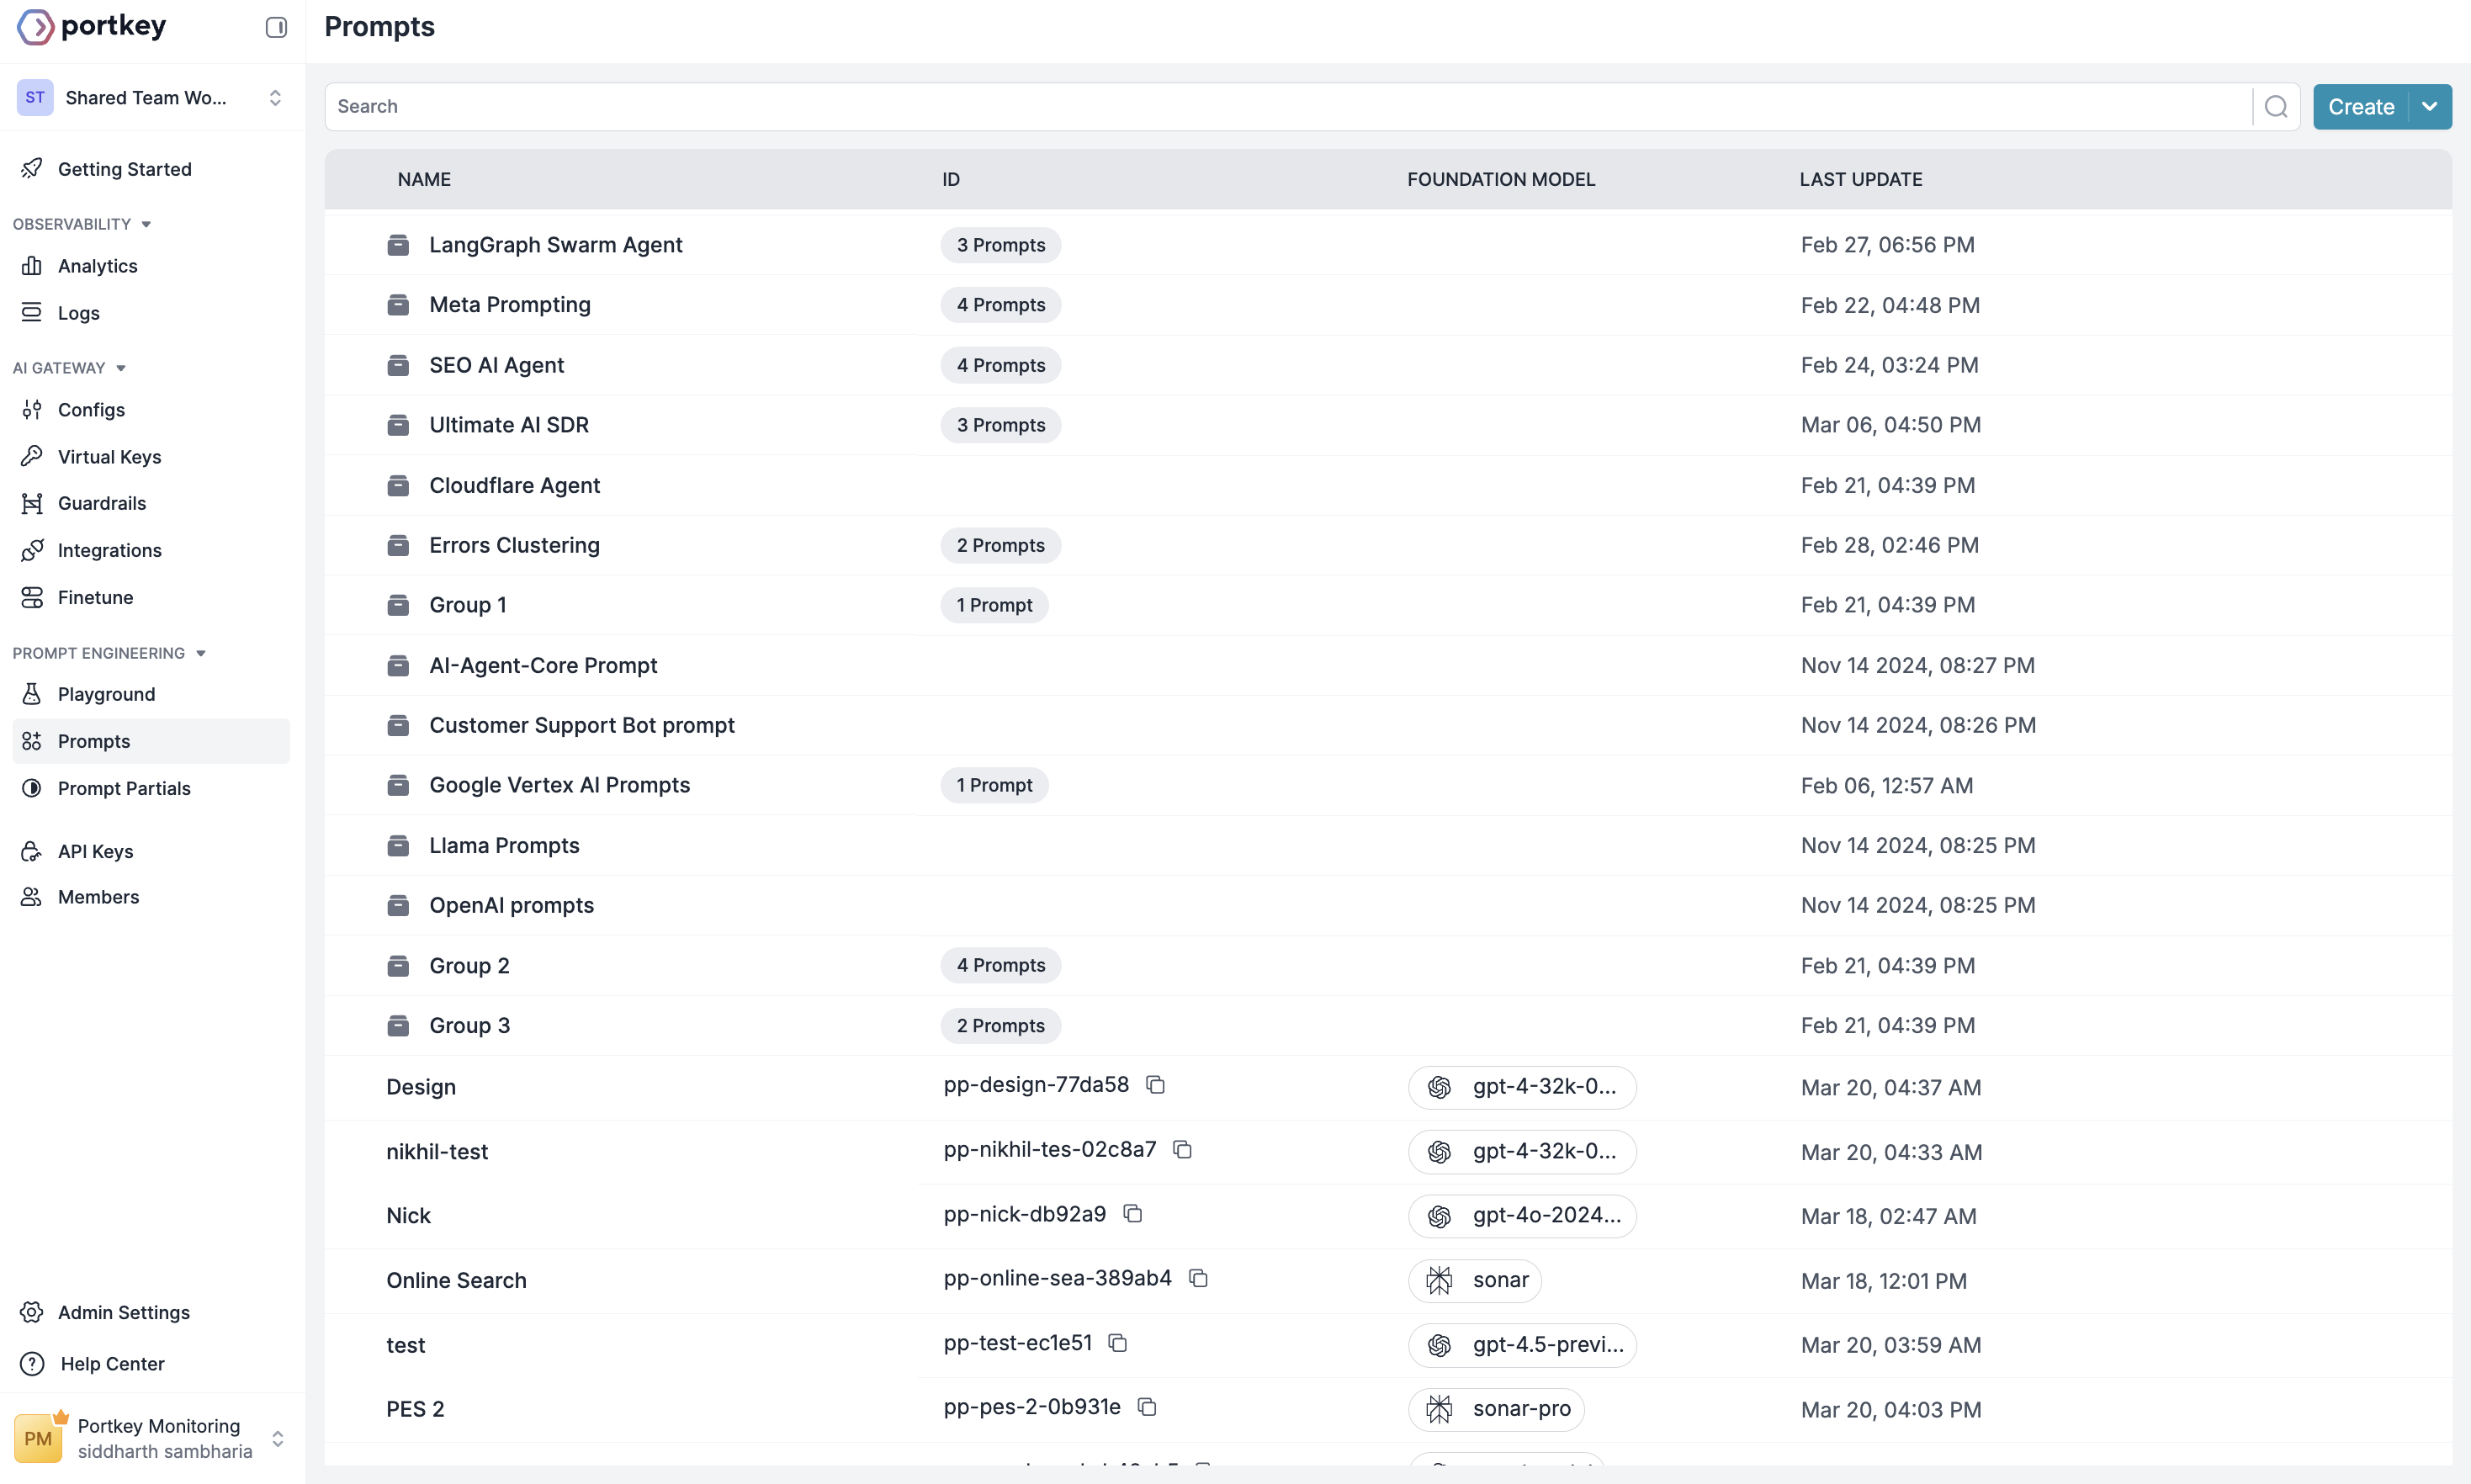 portkey
Prompts
ST Shared Team Wo...
Search
Create
Getting Started
OBSERVABILITY
Analytics
Logs
AI GATEWAY
Configs
Virtual Keys
Guardrails
Integrations
Finetune
PROMPT ENGINEERING
Playground
Prompts
Prompt Partials
API Keys
Members
Admin Settings
Help Center
PM
Portkey Monitoring
siddharth sambharia
NAME ID FOUNDATION MODEL LAST UPDATE
LangGraph Swarm Agent 3 Prompts Feb 27, 06:56 PM
Meta Prompting 4 Prompts Feb 22, 04:48 PM
SEO AI Agent 4 Prompts Feb 24, 03:24 PM
Ultimate AI SDR 3 Prompts Mar 06, 04:50 PM
Cloudflare Agent Feb 21, 04:39 PM
Errors Clustering 2 Prompts Feb 28, 02:46 PM
Group 1 1 Prompt Feb 21, 04:39 PM
AI-Agent-Core Prompt Nov 14 2024, 08:27 PM
Customer Support Bot prompt Nov 14 2024, 08:26 PM
Google Vertex AI Prompts 1 Prompt Feb 06, 12:57 AM
Llama Prompts Nov 14 2024, 08:25 PM
OpenAI prompts Nov 14 2024, 08:25 PM
Group 2 4 Prompts Feb 21, 04:39 PM
Group 3 2 Prompts Feb 21, 04:39 PM
Design pp-design-77da58 gpt-4-32k-0... Mar 20, 04:37 AM
nikhil-test pp-nikhil-tes-02c8a7 gpt-4-32k-0... Mar 20, 04:33 AM
Nick pp-nick-db92a9 gpt-4o-2024... Mar 18, 02:47 AM
Online Search pp-online-sea-389ab4 sonar Mar 18, 12:01 PM
test pp-test-ec1e51 gpt-4.5-previ... Mar 20, 03:59 AM
PES 2 pp-pes-2-0b931e sonar-pro Mar 20, 04:03 PM